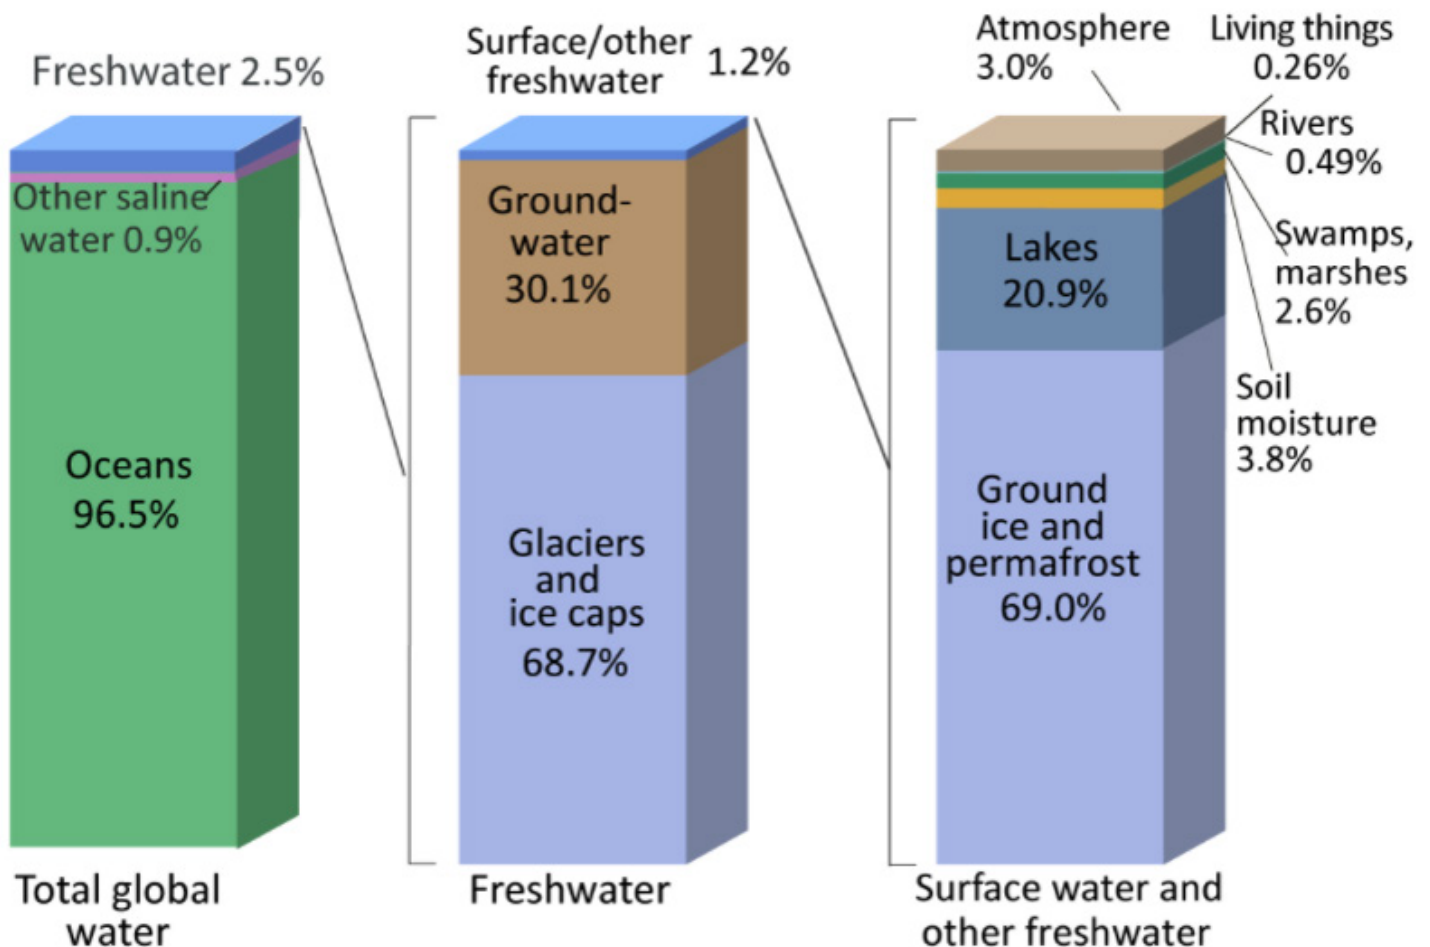 Freshwater 2.5%
Other saline
water 0.9%
Oceans
96.5%
Total global
water
Surface/other
freshwater 1.2%
Ground-
water
30.1%
Glaciers
and
ice caps
68.7%
Freshwater
Atmosphere
3.0%
Living things
0.26%
Rivers
0.49%
Lakes
20.9%
Swamps,
marshes
2.6%
Soil
moisture
3.8%
Ground
ice and
permafrost
69.0%
Surface water and
other freshwater